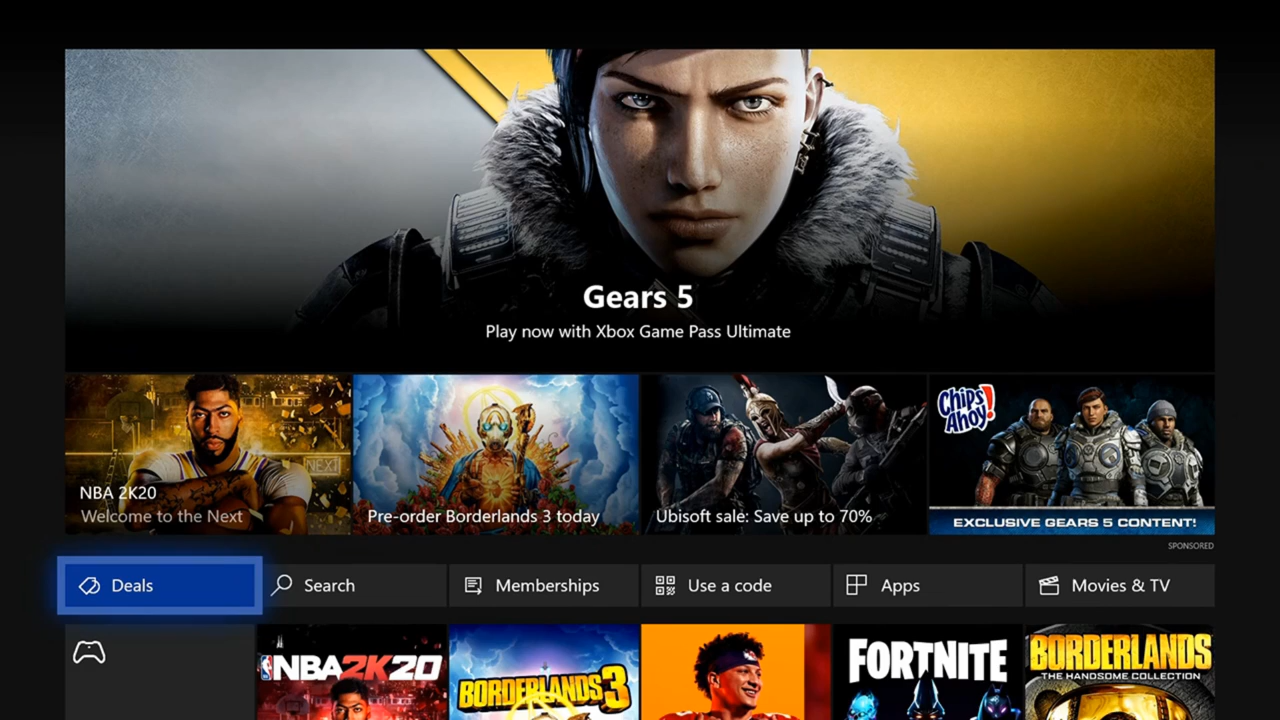 Gears 5
Play now with Xbox Game Pass Ultimate
NEXT
NBA 2K20
Welcome to the Next
Pre-order Borderlands 3 today
Ubisoft sale: Save up to 70%
Chips
Ahoy!
EXCLUSIVE GEARS 5 CONTENT!
SPONSORED
Deals
Search
Memberships
Use a code
Apps
Movies & TV
NBA 2K20
BORDERLANDS 3
FORTNITE
BORDERLANDS
THE HANDSOME COLLECTION